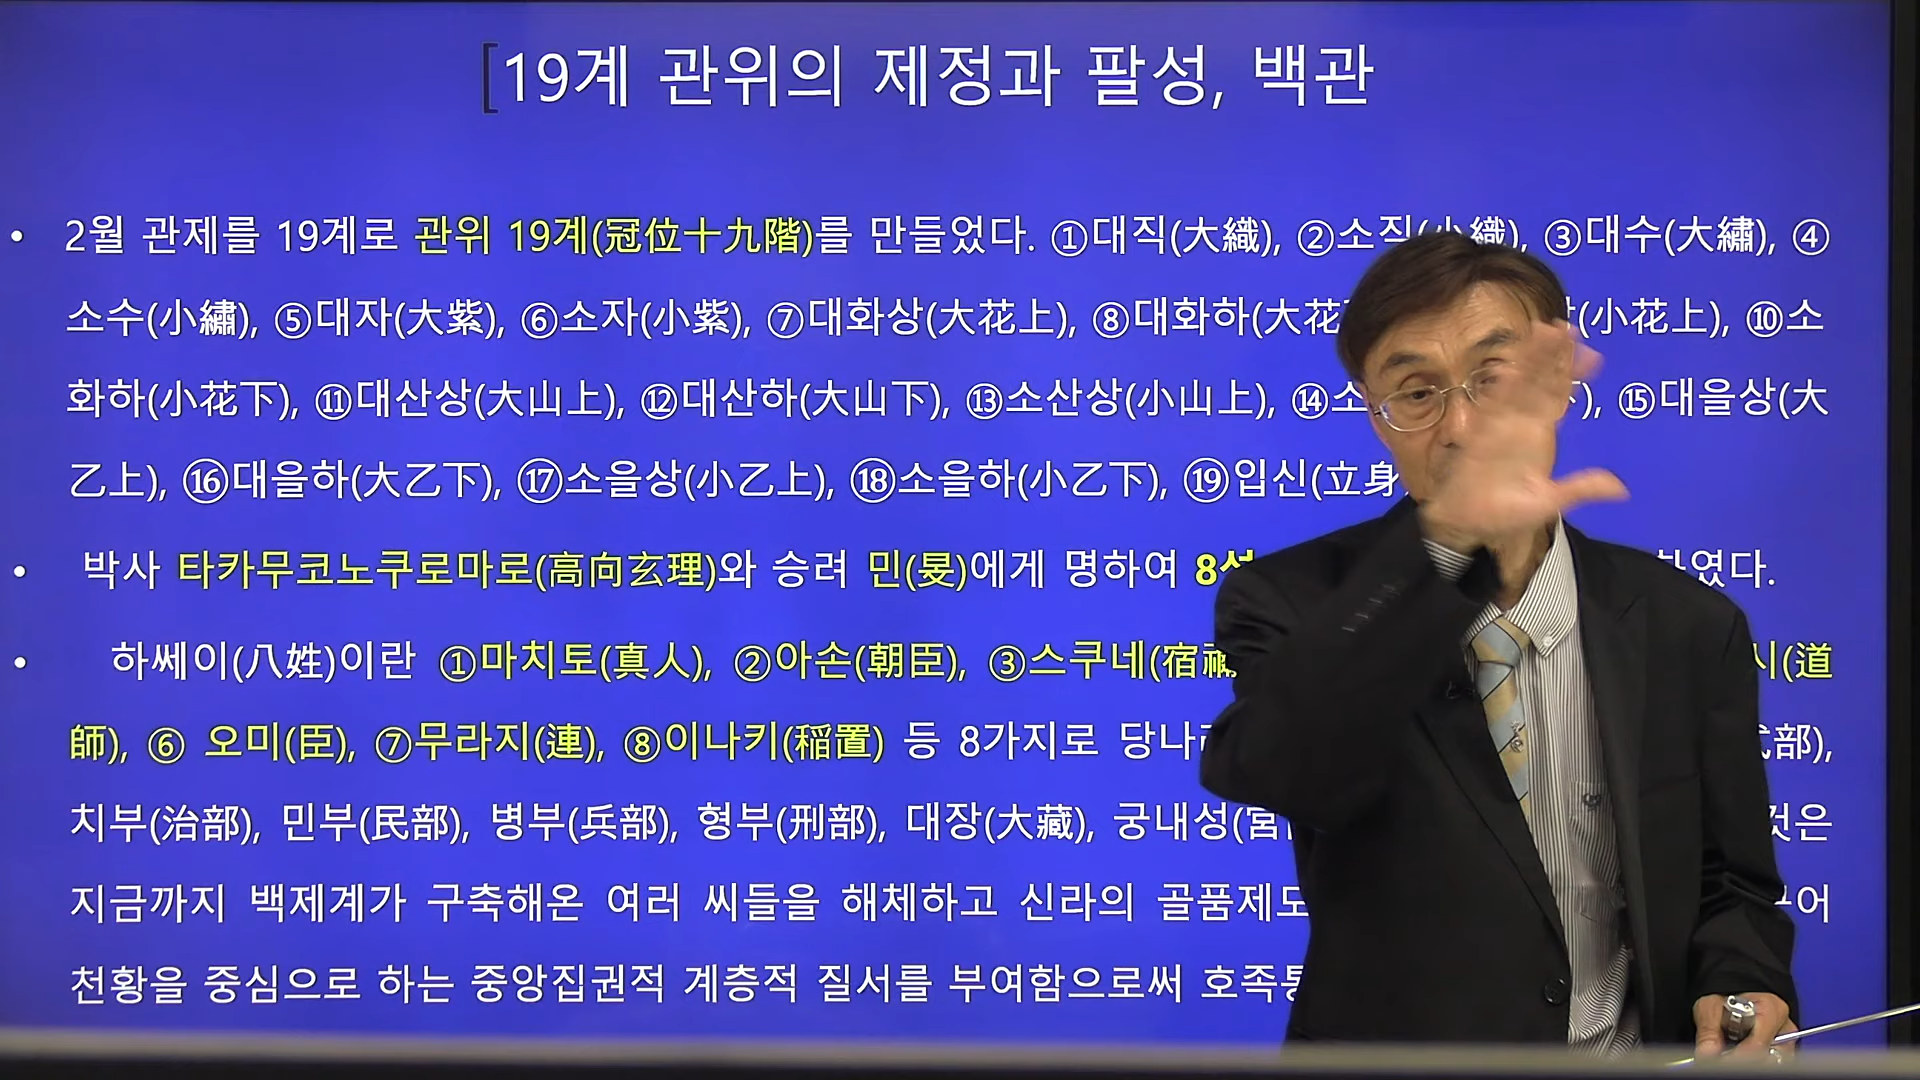 [19계 관위의 제정과 팔성, 백관
• 2월 관제를 19계로 관위 19계(冠位十九階)를 만들었다. ①대직(大織), ②소직(小織), ③대수(大繡), ④
소수(小繡), ⑤대자(大紫), ⑥소자(小紫), ⑦대화상(大花上), ⑧대화하(大花 (小花上), ⑩소
화하(小花下), ⑪대산상(大山上), ⑫대산하(大山下), ⑬소산상(小山上), ⑭소 ), ⑮대을상(大
乙上), ⑯대을하(大乙下), ⑰소을상(小乙上), ⑱소을하(小乙下), ⑲입신(立身
• 박사 타카무코노쿠로마로(高向玄理)와 승려 민(旻)에게 명하여 하였다.
• 하쎄이(八姓)이란 ①마치토(真人), ②아손(朝臣), ③스쿠네(宿 시(道
師), ⑥ 오미(臣), ⑦무라지(連), ⑧이나키(稲置) 등 8가지로 部),
치부(治部), 민부(民部), 병부(兵部), 형부(刑部), 대장(大藏), 궁내성(宮 것은
지금까지 백제계가 구축해온 여러 씨들을 해체하고 신라의 골품제도 어
천황을 중심으로 하는 중앙집권적 계층적 질서를 부여함으로써